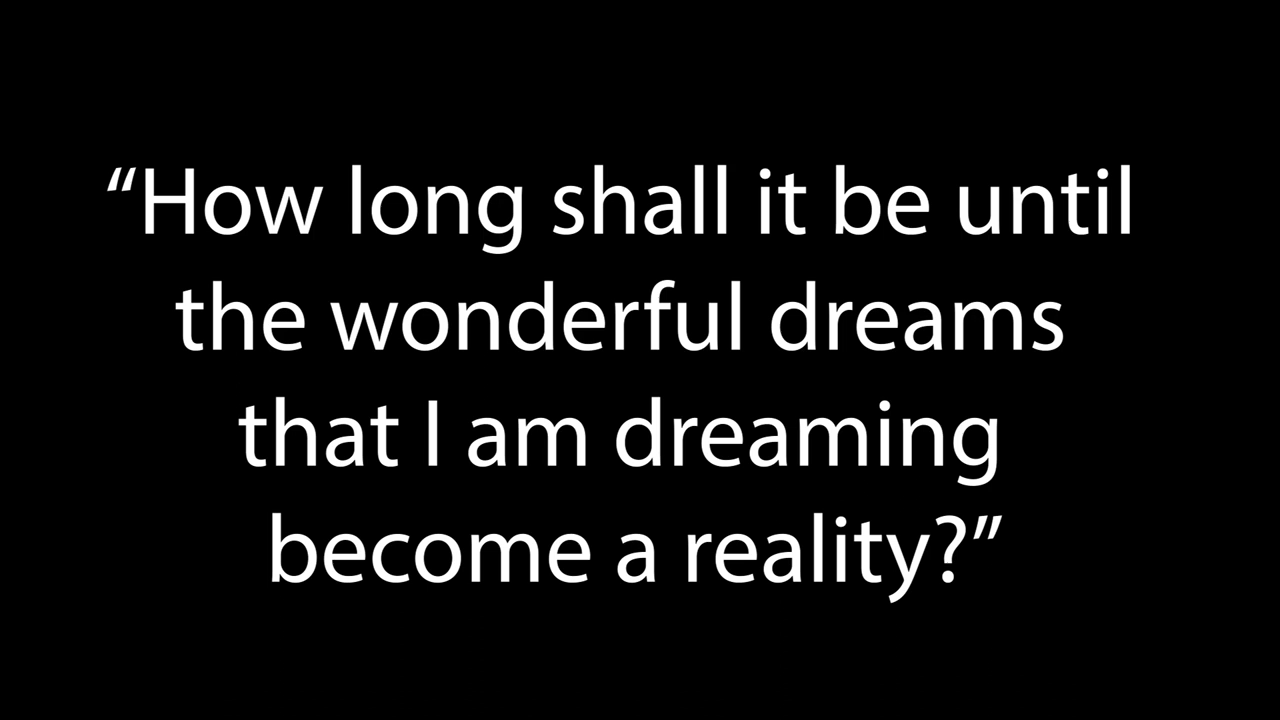 “How long shall it be until
the wonderful dreams
that I am dreaming
become a reality?”